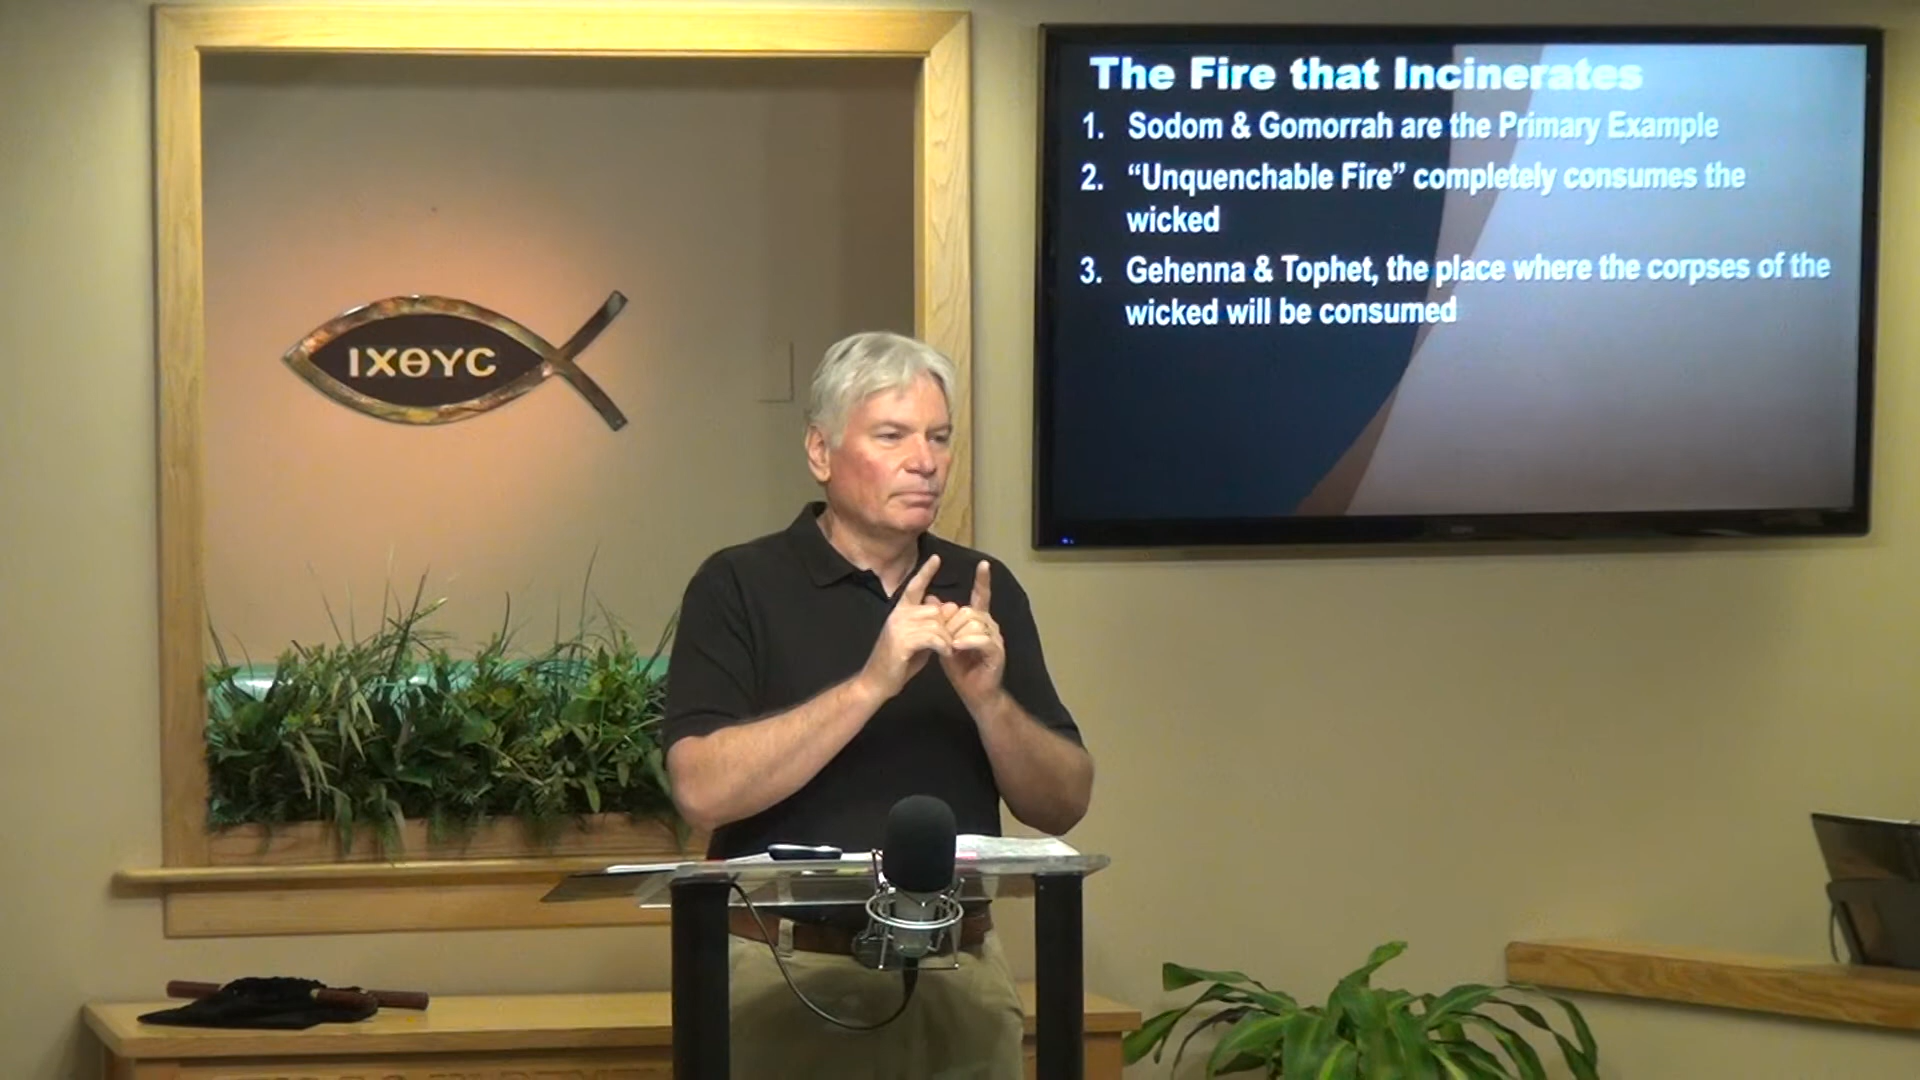 The Fire that Incinerates
1. Sodom & Gomorrah are the Primary Example
2. “Unquenchable Fire” completely consumes the
wicked
3. Gehenna & Tophet, the place where the corpses of the
wicked will be consumed
ΙΧΘΥϹ